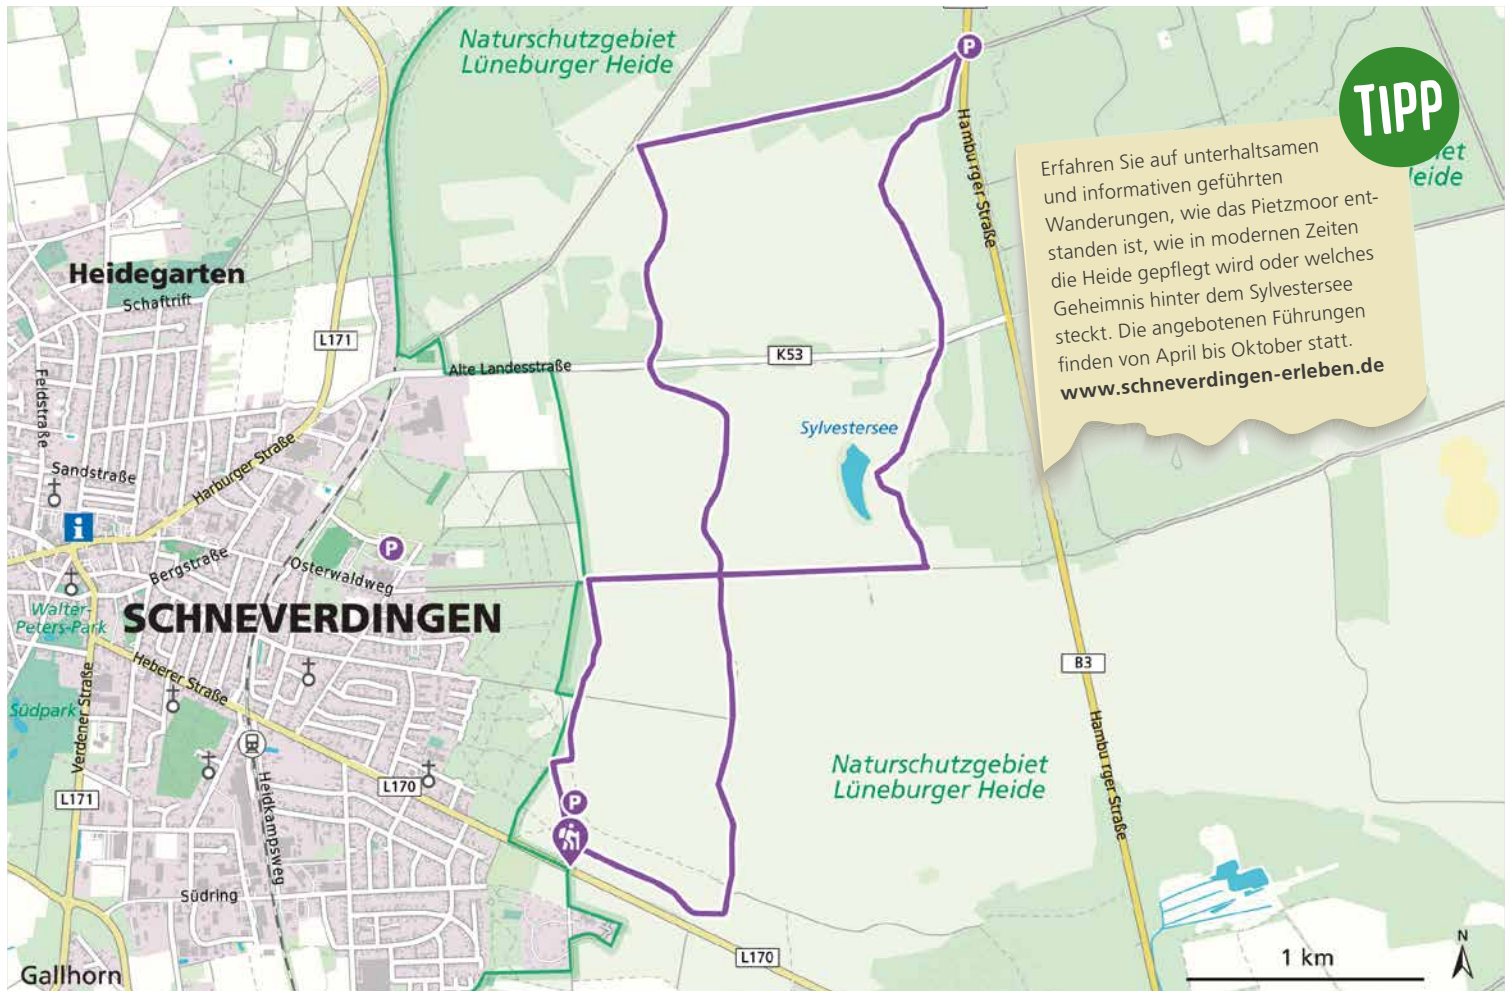 Naturschutzgebiet
Lüneburger Heide
P
TIPP
Erfahren Sie auf unterhaltsamen
und informativen geführten
Wanderungen, wie das Pietzmoor ent-
standen ist, wie in modernen Zeiten
die Heide gepflegt wird oder welches
Geheimnis hinter dem Sylvestersee
steckt. Die angebotenen Führungen
finden von April bis Oktober statt.
www.schneverdingen-erleben.de
Hamburger Straße
Heidegarten
Schaftrift
L171
Feldstraße
Alte Landesstraße
K53
Harburger Straße
Sandstraße
Sylvestersee
i
P
Bergstraße
Osterwaldweg
Walter-
Peters-Park
SCHNEVERDINGEN
Heberer Straße
B3
Südpark
Verdener Straße
Hamburger Straße
Naturschutzgebiet
Lüneburger Heide
L170
L171
P
Heidkampsweg
Südring
L170
1 km
N
Gallhorn